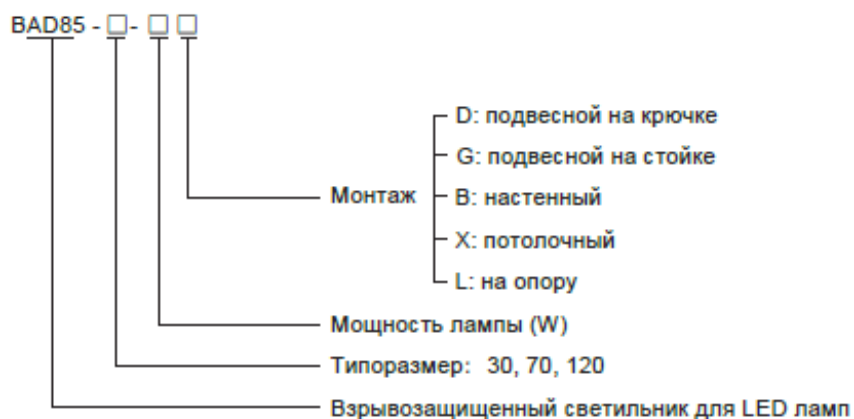 BAD85 - □ - □ □
D: подвесной на крючке
G: подвесной на стойке
Монтаж
B: настенный
X: потолочный
L: на опору
Мощность лампы (W)
Типоразмер: 30, 70, 120
Взрывозащищенный светильник для LED ламп